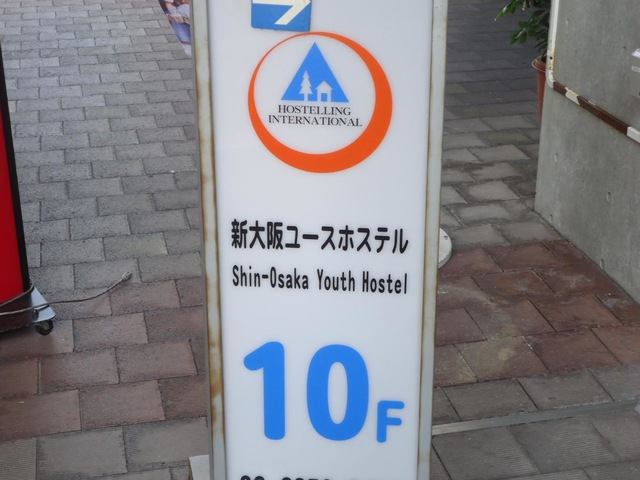 HOSTELLING
INTERNATIONAL
新大阪ユースホステル
Shin-Osaka Youth Hostel
10F